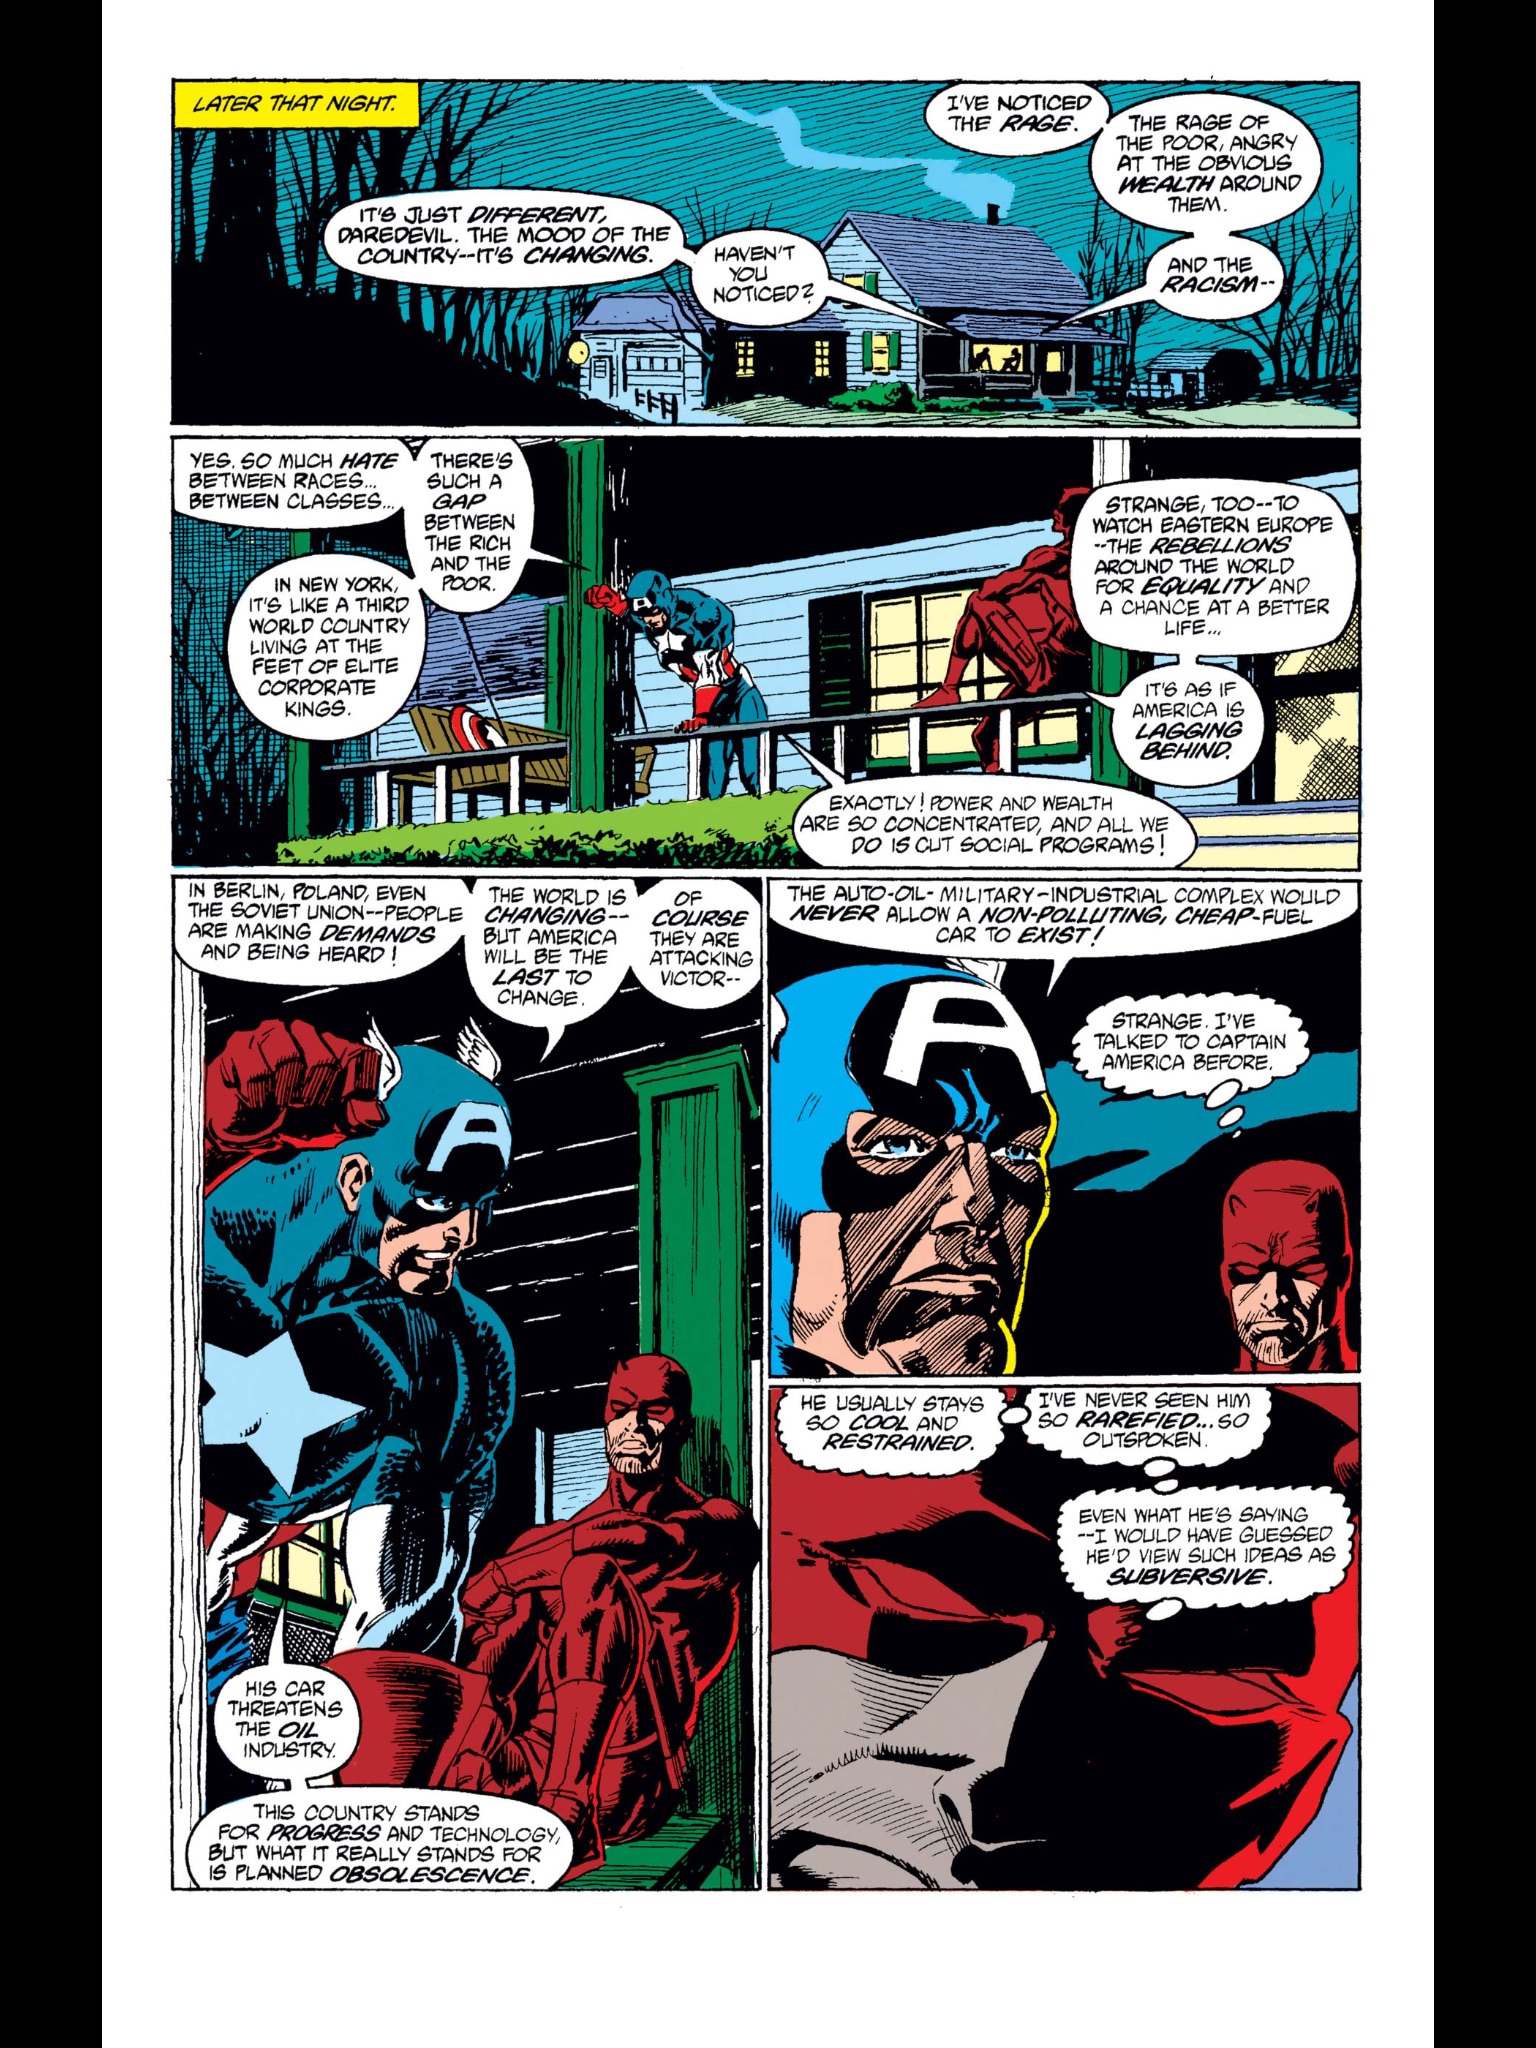 LATER THAT NIGHT.
IT'S JUST DIFFERENT,
DAREDEVIL. THE MOOD OF THE
COUNTRY--IT'S CHANGING.
HAVEN'T
YOU
NOTICED?
I'VE NOTICED
THE RAGE.
THE RAGE OF
THE POOR, ANGRY
AT THE OBVIOUS
WEALTH AROUND
THEM.
AND THE
RACISM--
YES. SO MUCH HATE
BETWEEN RACES...
BETWEEN CLASSES...
THERE'S
SUCH A
GAP
BETWEEN
THE RICH
AND THE
POOR.
IN NEW YORK,
IT'S LIKE A THIRD
WORLD COUNTRY
LIVING AT THE
FEET OF ELITE
CORPORATE
KINGS.
STRANGE, TOO--TO
WATCH EASTERN EUROPE
--THE REBELLIONS
AROUND THE WORLD
FOR EQUALITY AND
A CHANCE AT A BETTER
LIFE...
IT'S AS IF
AMERICA IS
LAGGING
BEHIND.
EXACTLY! POWER AND WEALTH
ARE SO CONCENTRATED, AND ALL WE
DO IS CUT SOCIAL PROGRAMS!
IN BERLIN, POLAND, EVEN
THE SOVIET UNION--PEOPLE
ARE MAKING DEMANDS
AND BEING HEARD!
THE WORLD IS
CHANGING--
BUT AMERICA
WILL BE THE
LAST TO
CHANGE.
OF
COURSE
THEY ARE
ATTACKING
VICTOR--
HIS CAR
THREATENS
THE OIL
INDUSTRY.
THIS COUNTRY STANDS
FOR PROGRESS AND TECHNOLOGY,
BUT WHAT IT REALLY STANDS FOR
IS PLANNED OBSOLESCENCE.
THE AUTO-OIL-MILITARY-INDUSTRIAL COMPLEX WOULD
NEVER ALLOW A NON-POLLUTING, CHEAP-FUEL
CAR TO EXIST!
A
STRANGE. I'VE
TALKED TO CAPTAIN
AMERICA BEFORE.
A
HE USUALLY STAYS
SO COOL AND
RESTRAINED.
I'VE NEVER SEEN HIM
SO RAREFIED...SO
OUTSPOKEN.
EVEN WHAT HE'S SAYING
--I WOULD HAVE GUESSED
HE'D VIEW SUCH IDEAS AS
SUBVERSIVE.